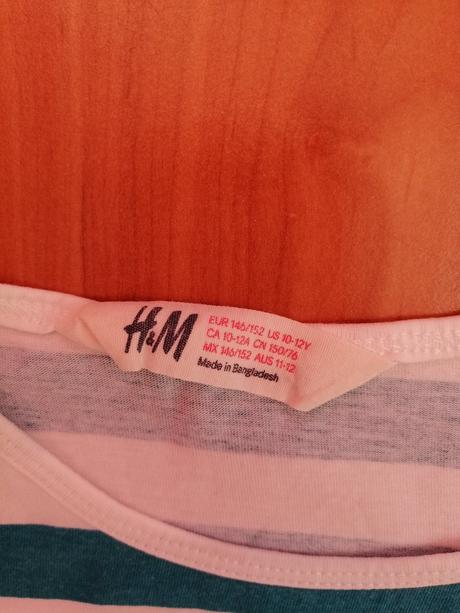 H&M
EUR 146/152 US 10-12Y
CA 10-12A CN 150/76
MX 146/152 AUS 11-12
Made in Bangladesh